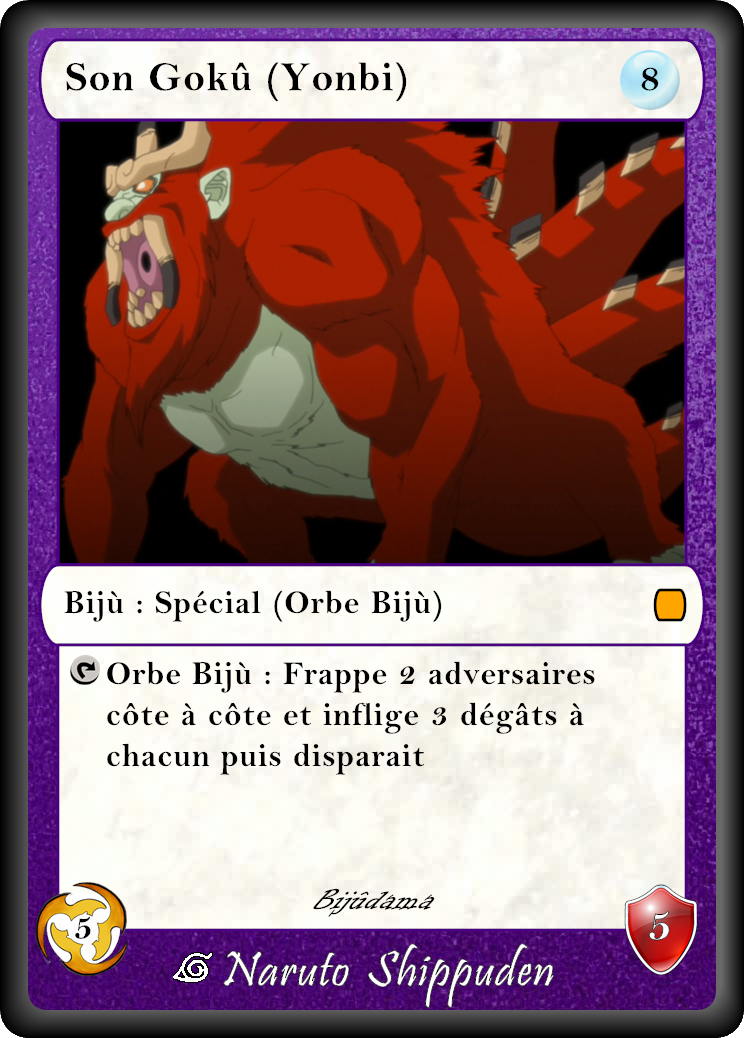 Son Gokû (Yonbi)
8
Bijù : Spécial (Orbe Bijù)
Orbe Bijù : Frappe 2 adversaires
côte à côte et inflige 3 dégâts à
chacun puis disparait
Bijûdama
5
5
Naruto Shippuden